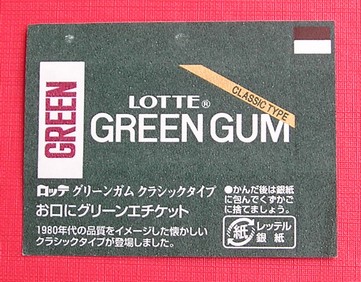 GREEN
CLASSIC TYPE
LOTTE®
GREEN GUM
ロッテ グリーンガム クラシックタイプ
お口にグリーンエチケット
1980年代の品質をイメージした懐かしい
クラシックタイプが登場しました。
●かんだ後は銀紙
に包んでくずかご
に捨てましょう。
紙
レッテル
銀紙